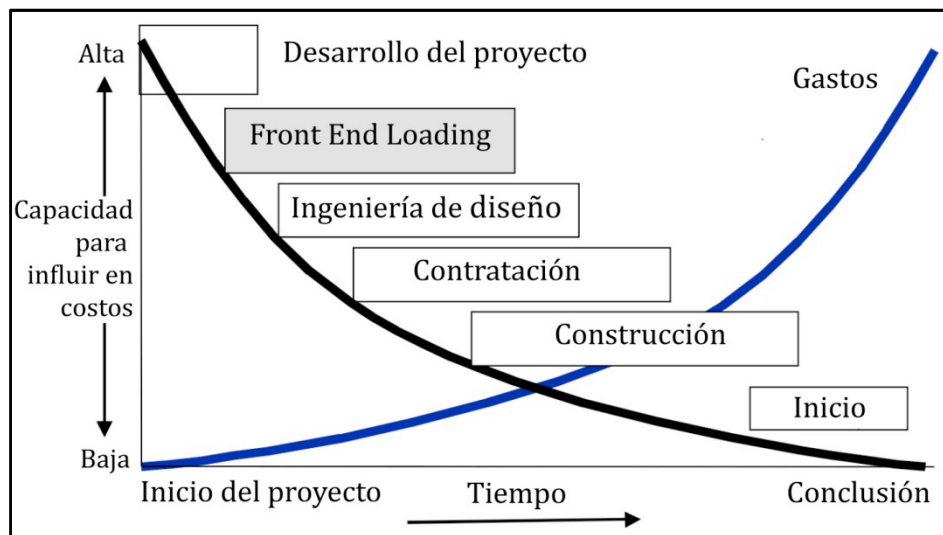 Alta
Desarrollo del proyecto
Gastos
Front End Loading
Ingeniería de diseño
Capacidad
para
influir en
costos
Contratación
Construcción
Inicio
Baja
Inicio del proyecto
Tiempo
Conclusión